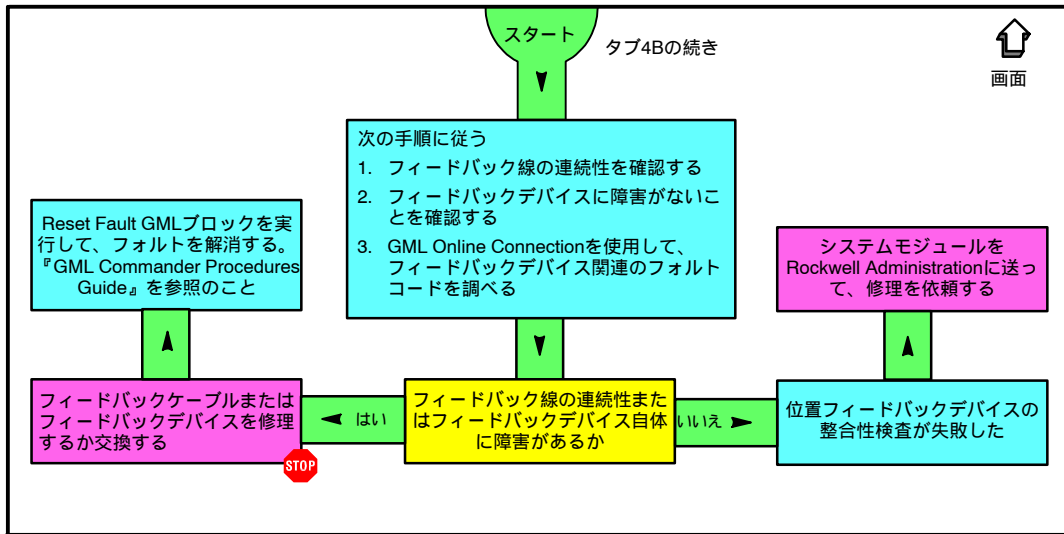 スタート
タブ4Bの続き
画面
次の手順に従う
1. フィードバック線の連続性を確認する
2. フィードバックデバイスに障害がないこ
とを確認する
3. GML Online Connectionを使用して、
フィードバックデバイス関連のフォルト
コードを調べる
Reset Fault GMLブロックを実
行して、フォルトを解消する。
『GML Commander Procedures
Guide』を参照のこと
システムモジュールを
Rockwell Administrationに送っ
て、修理を依頼する
フィードバックケーブルまたは
フィードバックデバイスを修理
するか交換する
STOP
はい
フィードバック線の連続性また
はフィードバックデバイス自体
に障害があるか
いいえ
位置フィードバックデバイスの
整合性検査が失敗した